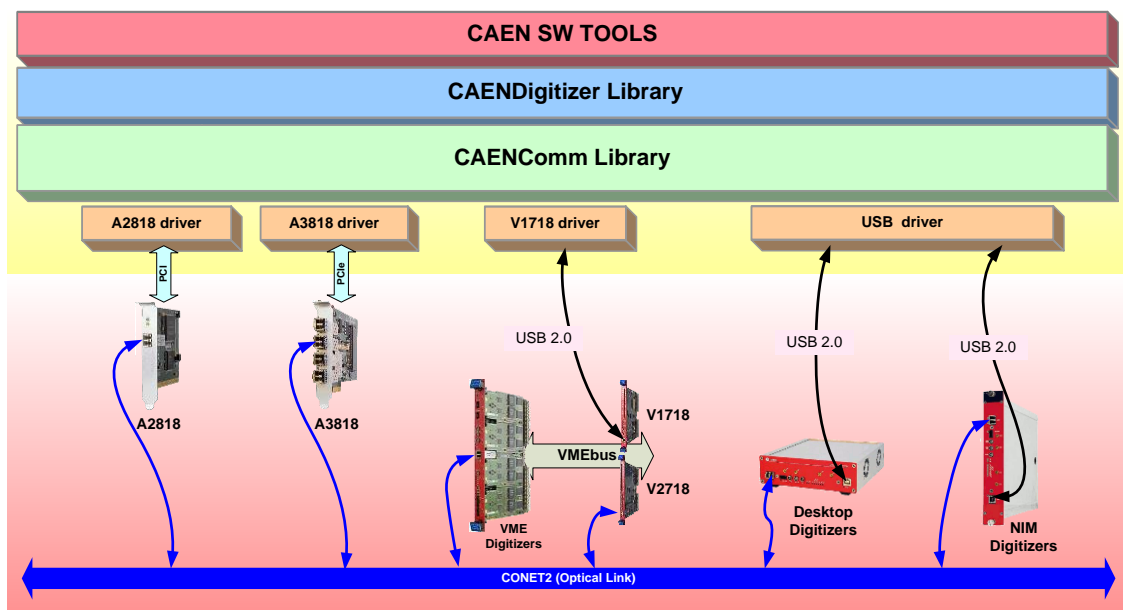 CAEN SW TOOLS
CAENDigitizer Library
CAENComm Library
A2818 driver
A3818 driver
V1718 driver
USB driver
PCI
PCIe
USB 2.0
USB 2.0
USB 2.0
A2818
A3818
V1718
VMEbus
V2718
VME
Digitizers
Desktop
Digitizers
NIM
Digitizers
CONET2 (Optical Link)